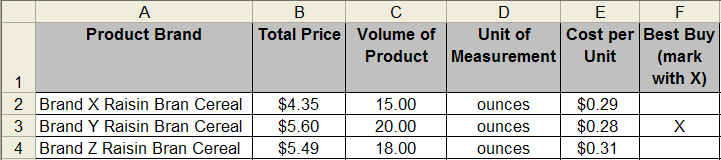 A B C D E F
1 Product Brand Total Price Volume of Product Unit of Measurement Cost per Unit Best Buy (mark with X)
2 Brand X Raisin Bran Cereal $4.35 15.00 ounces $0.29
3 Brand Y Raisin Bran Cereal $5.60 20.00 ounces $0.28 X
4 Brand Z Raisin Bran Cereal $5.49 18.00 ounces $0.31